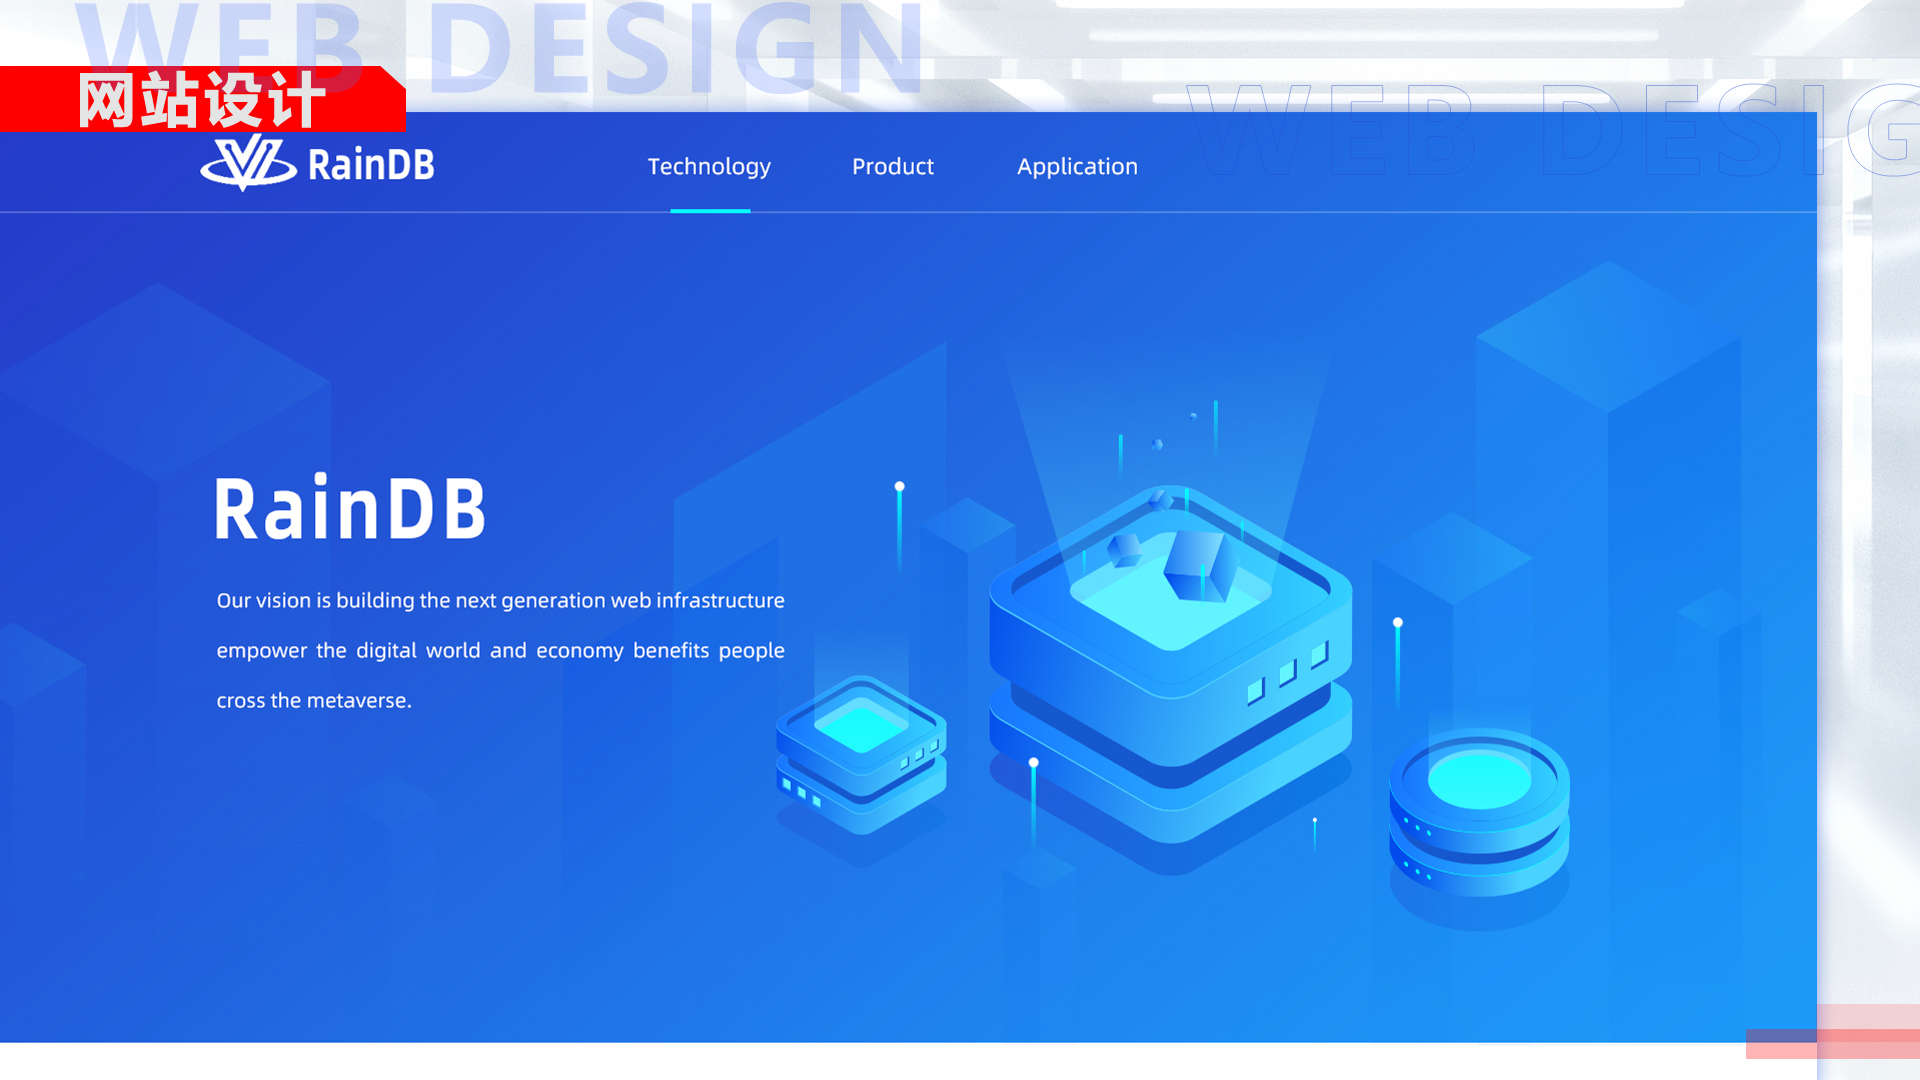 WEB DESIGN
网站设计
WEB DESIG
RainDB
Technology
Product
Application
RainDB
Our vision is building the next generation web infrastructure
empower the digital world and economy benefits people
cross the metaverse.